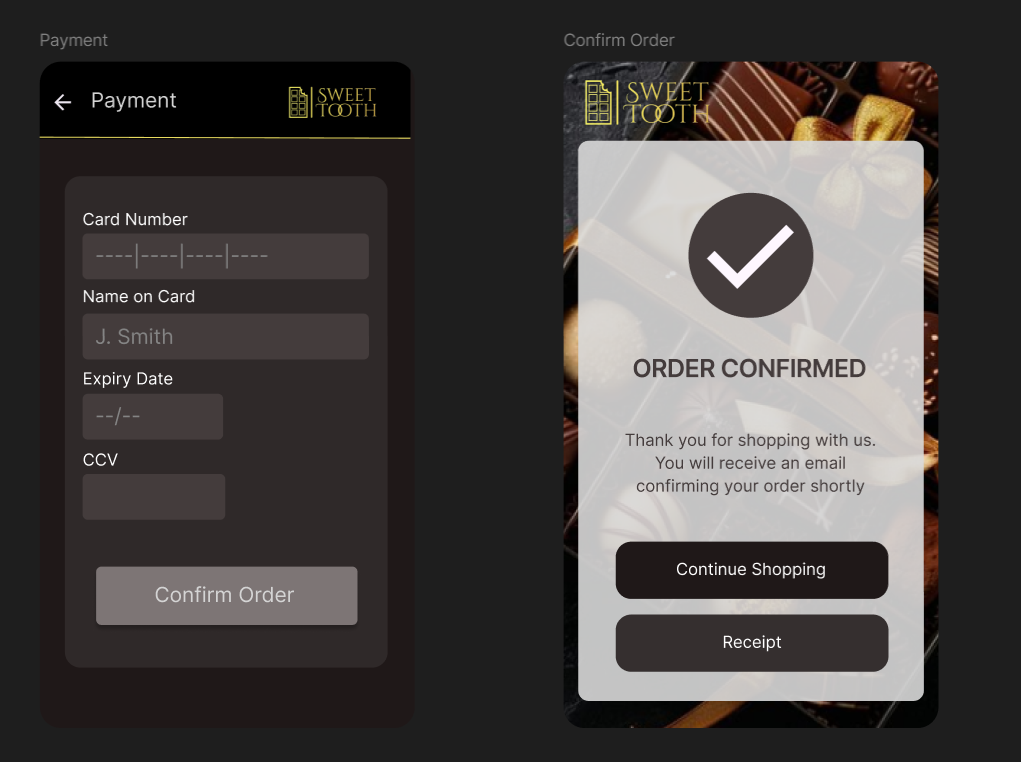 Payment
Payment
SWEET
TOOTH
Card Number
----|----|----|----
Name on Card
J. Smith
Expiry Date
--/--
CCV
Confirm Order
Confirm Order
SWEET
TOOTH
ORDER CONFIRMED
Thank you for shopping with us.
You will receive an email
confirming your order shortly
Continue Shopping
Receipt